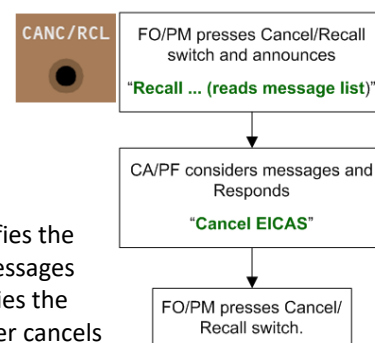 CANC/RCL
FO/PM presses Cancel/Recall
switch and announces
“Recall ... (reads message list)”
CA/PF considers messages and
Responds
“Cancel EICAS”
fies the
essages
ies the
er cancels
FO/PM presses Cancel/
Recall switch.